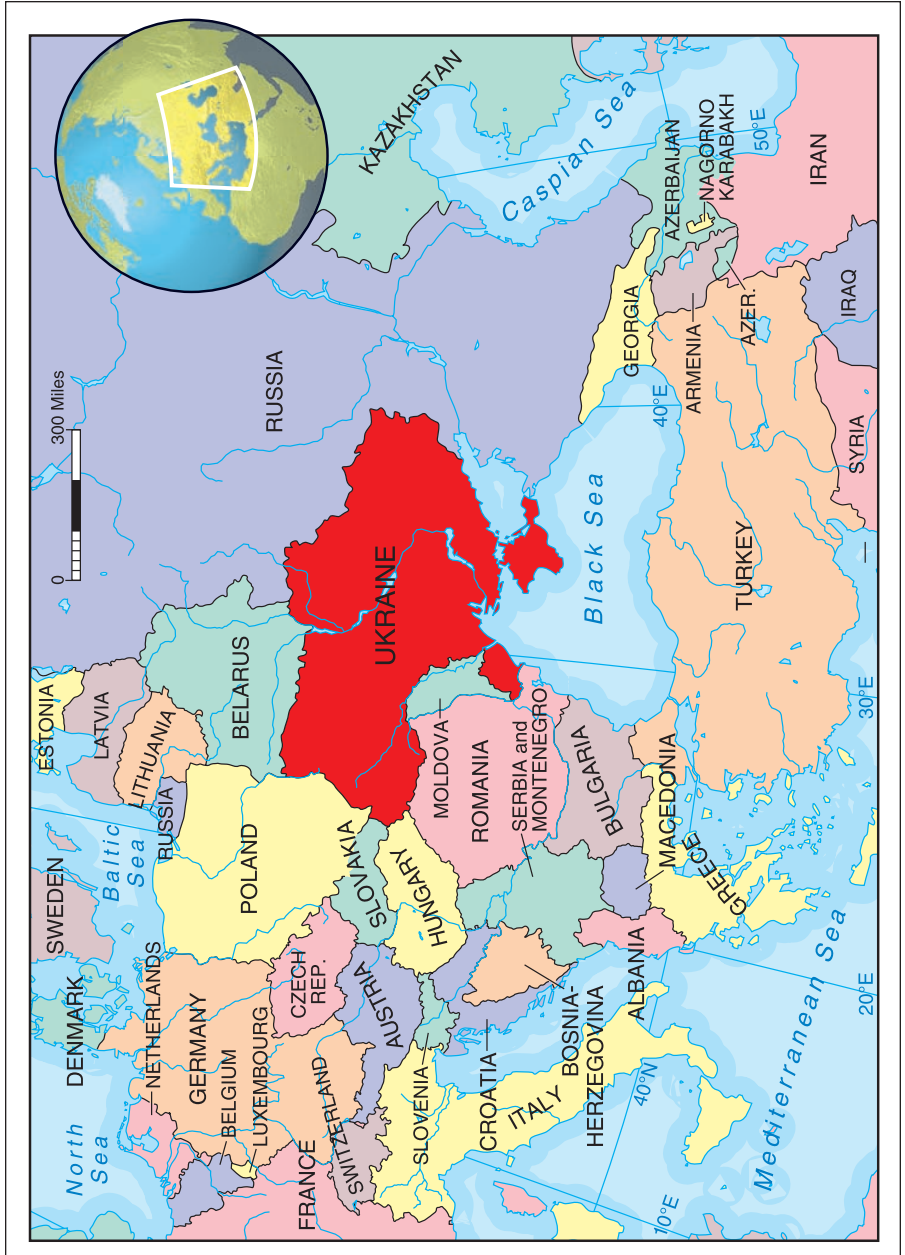 0 300 Miles
North
Sea
DENMARK
SWEDEN
Baltic
Sea
ESTONIA
LATVIA
LITHUANIA
RUSSIA
RUSSIA
KAZAKHSTAN
NETHERLANDS
GERMANY
BELGIUM
LUXEMBOURG
POLAND
BELARUS
FRANCE
CZECH
REP.
SLOVAKIA
UKRAINE
SWITZERLAND
AUSTRIA
HUNGARY
MOLDOVA
SLOVENIA
ROMANIA
CROATIA
SERBIA and
MONTENEGRO
ITALY
BOSNIA-
HERZEGOVINA
BULGARIA
Black Sea
Caspian Sea
GEORGIA
AZERBAIJAN
NAGORNO
KARABAKH
ARMENIA
AZER.
ALBANIA
MACEDONIA
GREECE
TURKEY
IRAN
IRAQ
SYRIA
Mediterranean Sea
40°N
10°E
20°E
30°E
40°E
50°E